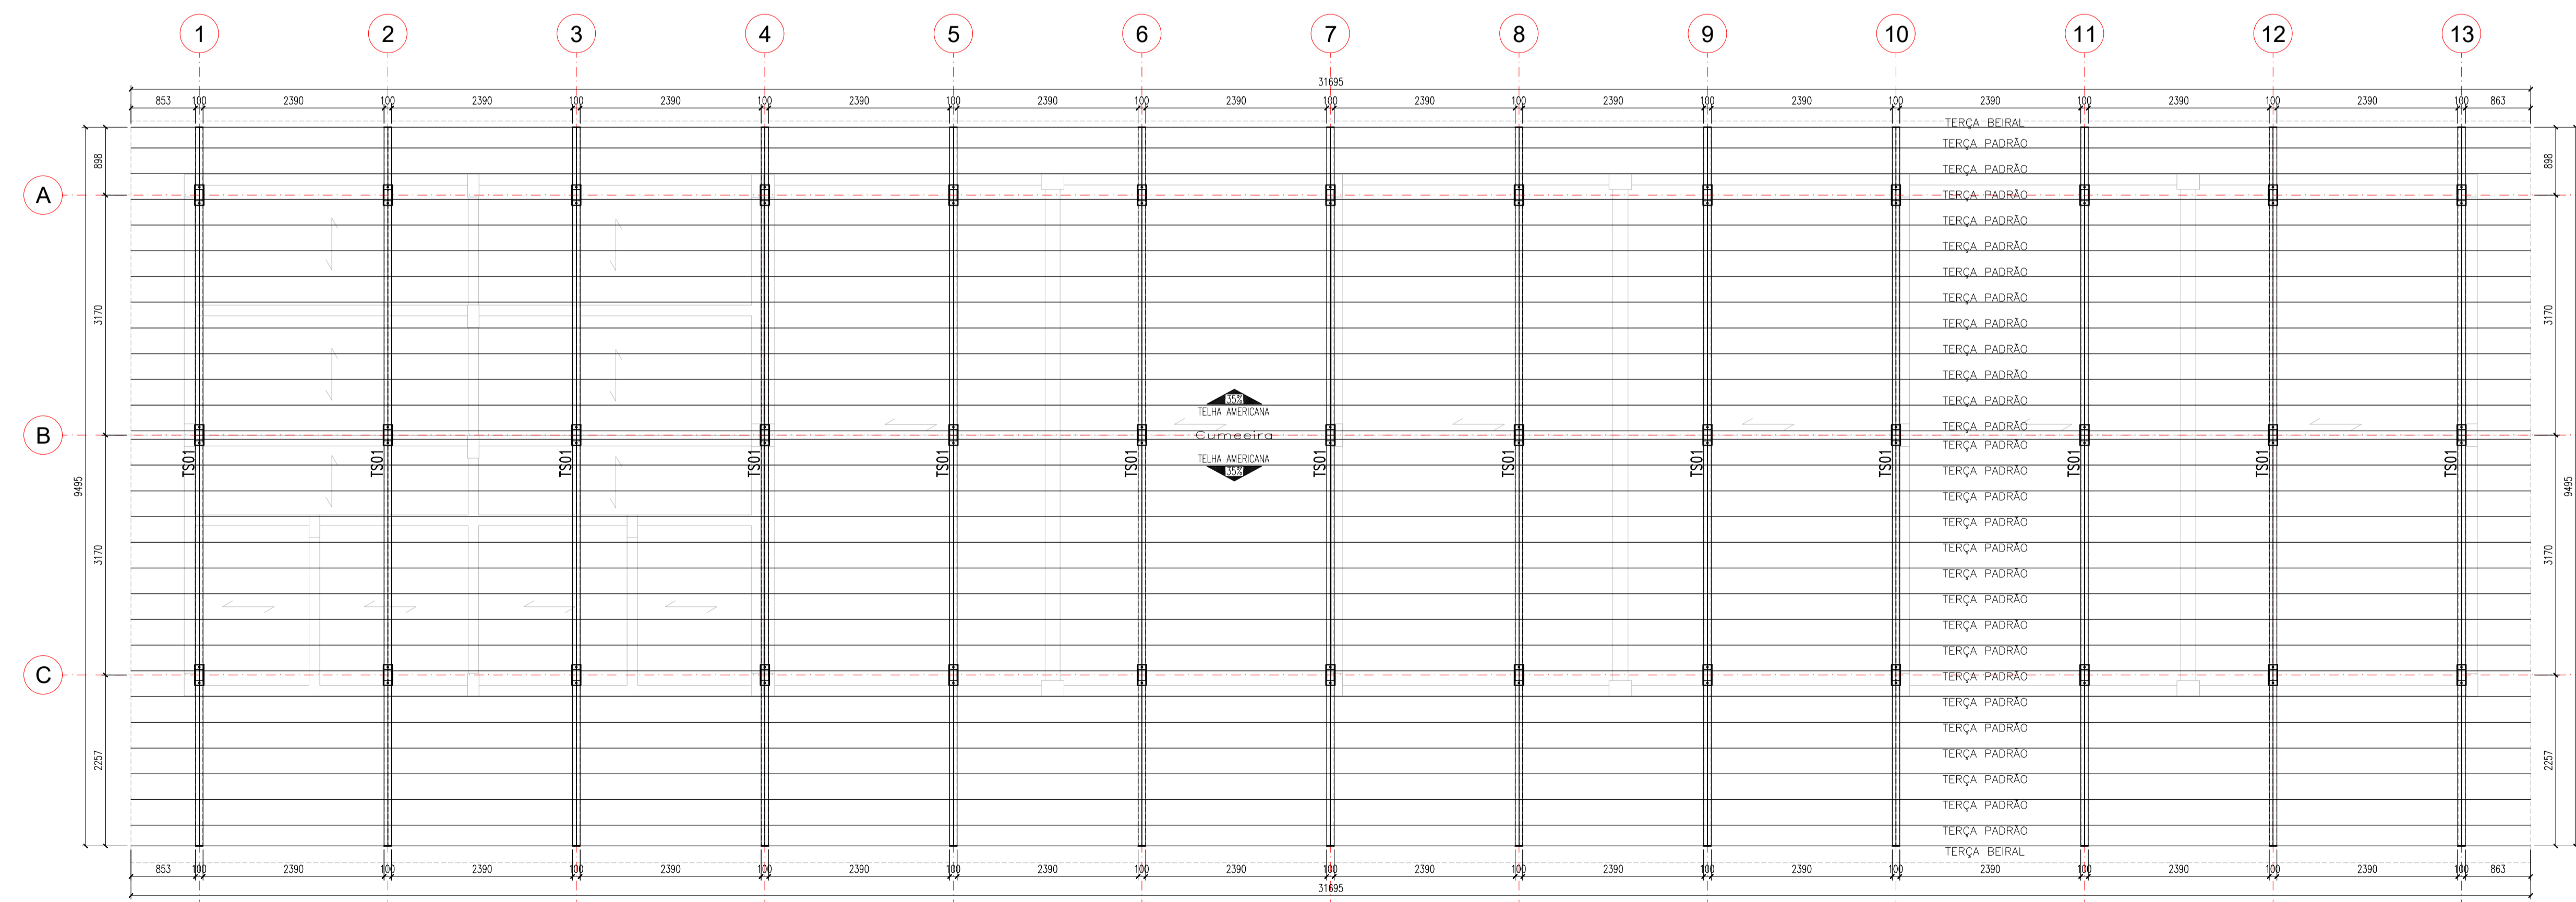 1 2 3 4 5 6 7 8 9 10 11 12 13
31695
853 100 2390 100 2390 100 2390 100 2390 100 2390 100 2390 100 2390 100 2390 100 2390 100 2390 100 2390 100 2390 100 863
TERÇA BEIRAL
TERÇA PADRÃO
898 898
TERÇA PADRÃO
A
TERÇA PADRÃO
TERÇA PADRÃO
TERÇA PADRÃO
TERÇA PADRÃO
TERÇA PADRÃO
3170 3170
TERÇA PADRÃO
TERÇA PADRÃO
TERÇA PADRÃO
35%
TERÇA PADRÃO
TELHA AMERICANA
TERÇA PADRÃO
B
Cumeeira
TERÇA PADRÃO
TELHA AMERICANA
TS01 TS01 TS01 TS01 TS01 TS01 TS01 TS01 TS01 TS01 TS01 TS01 TS01
35%
TERÇA PADRÃO
9495 9495
TERÇA PADRÃO
TERÇA PADRÃO
TERÇA PADRÃO
3170 3170
TERÇA PADRÃO
TERÇA PADRÃO
TERÇA PADRÃO
TERÇA PADRÃO
C
TERÇA PADRÃO
TERÇA PADRÃO
TERÇA PADRÃO
TERÇA PADRÃO
2257 2257
TERÇA PADRÃO
TERÇA PADRÃO
TERÇA PADRÃO
TERÇA BEIRAL
853 100 2390 100 2390 100 2390 100 2390 100 2390 100 2390 100 2390 100 2390 100 2390 100 2390 100 2390 100 2390 100 863
31695